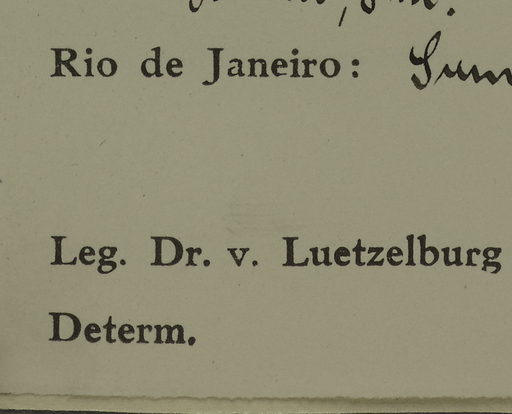 Rio de Janeiro:
Leg. Dr. v. Luetzelburg
Determ.